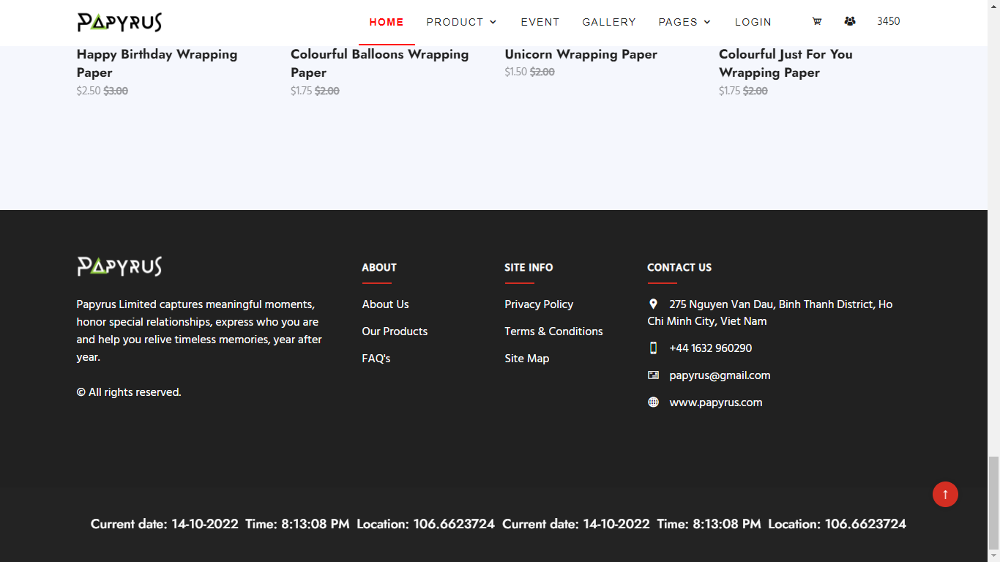 PAPYRUS HOME PRODUCT EVENT GALLERY PAGES LOGIN 3450
Happy Birthday Wrapping
Paper
$2.50 $3.00
Colourful Balloons Wrapping
Paper
$1.75 $2.00
Unicorn Wrapping Paper
$1.50 $2.00
Colourful Just For You
Wrapping Paper
$1.75 $2.00
PAPYRUS
Papyrus Limited captures meaningful moments,
honor special relationships, express who you are
and help you relive timeless memories, year after
year.
© All rights reserved.
ABOUT
About Us
Our Products
FAQ's
SITE INFO
Privacy Policy
Terms & Conditions
Site Map
CONTACT US
275 Nguyen Van Dau, Binh Thanh District, Ho
Chi Minh City, Viet Nam
+44 1632 960290
papyrus@gmail.com
www.papyrus.com
Current date: 14-10-2022 Time: 8:13:08 PM Location: 106.6623724 Current date: 14-10-2022 Time: 8:13:08 PM Location: 106.6623724